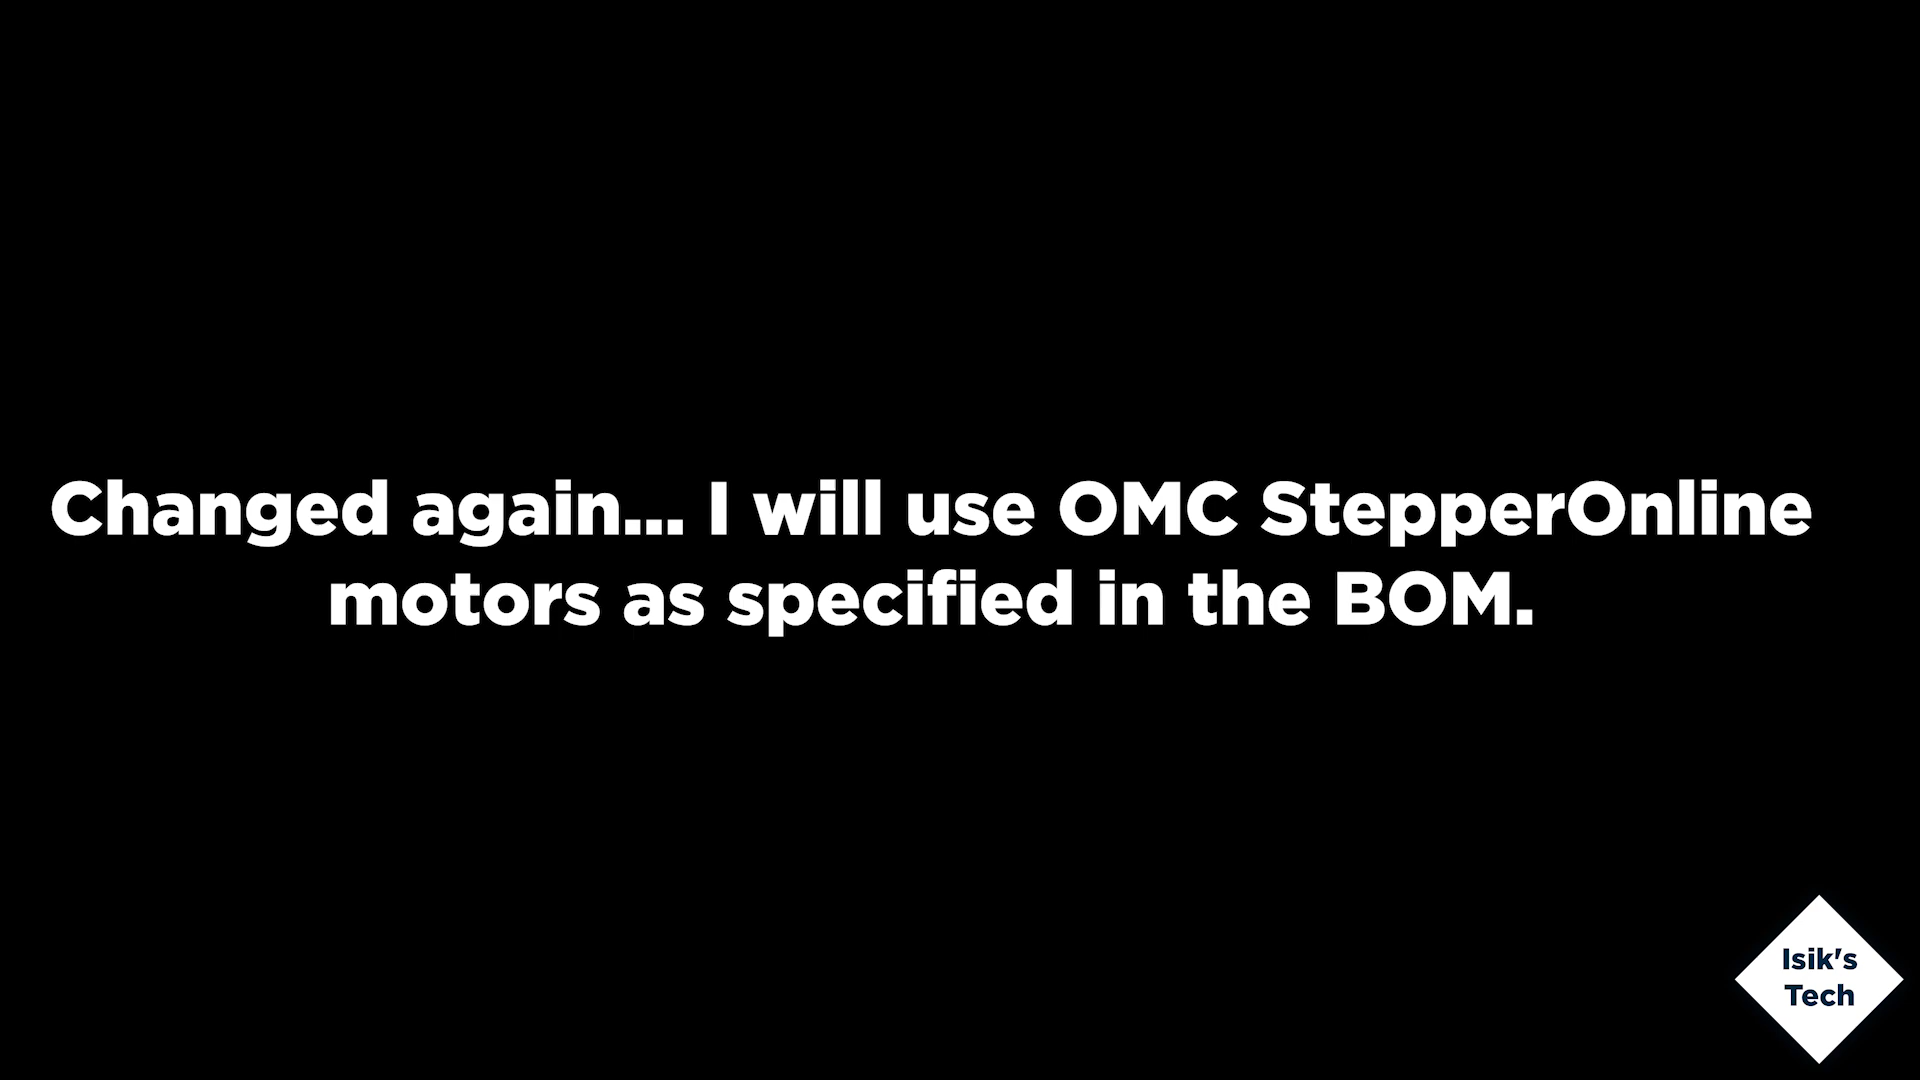 Changed again... I will use OMC StepperOnline
motors as specified in the BOM.
Isik's
Tech